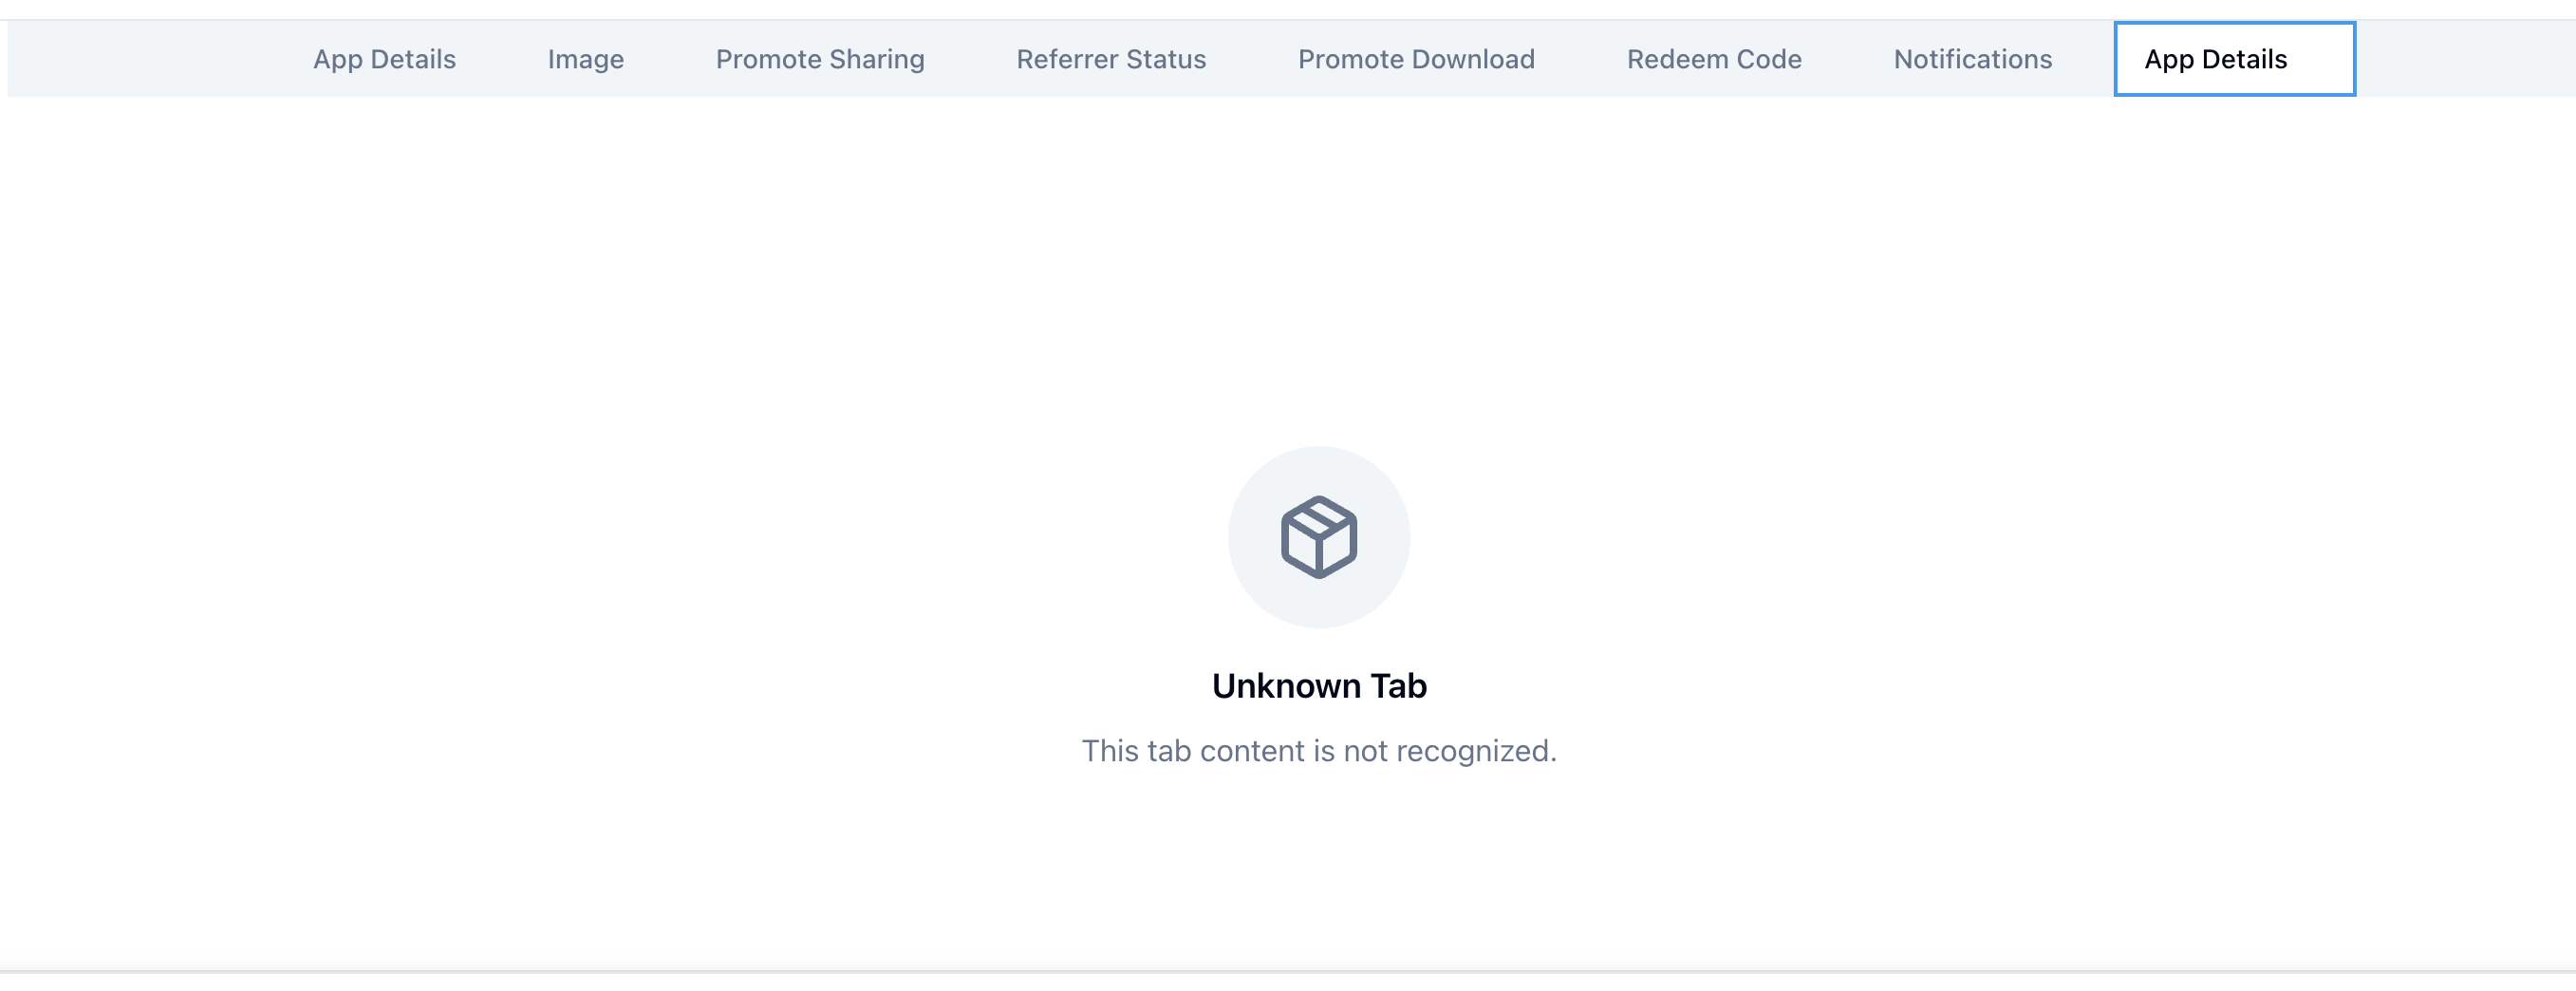 App Details Image Promote Sharing Referrer Status Promote Download Redeem Code Notifications App Details
Unknown Tab
This tab content is not recognized.